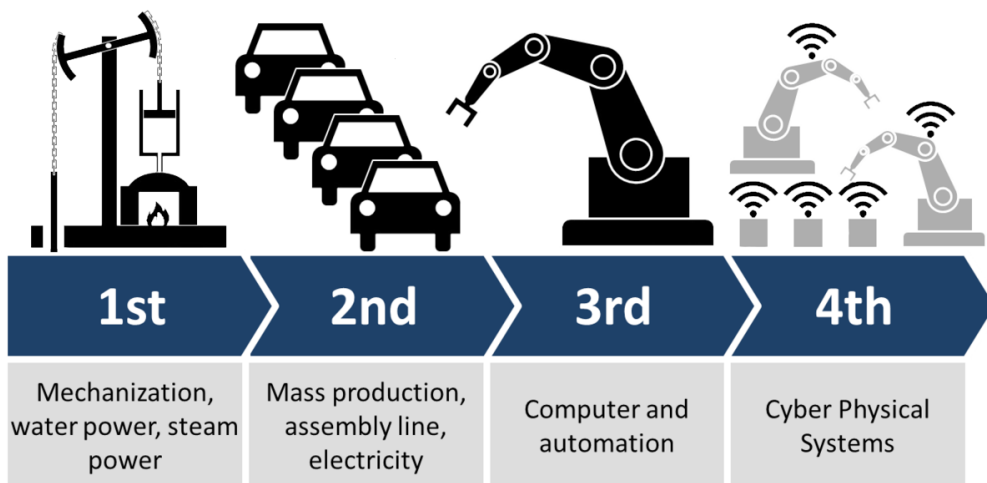 1st
2nd
3rd
4th
Mechanization,
water power, steam
power
Mass production,
assembly line,
electricity
Computer and
automation
Cyber Physical
Systems